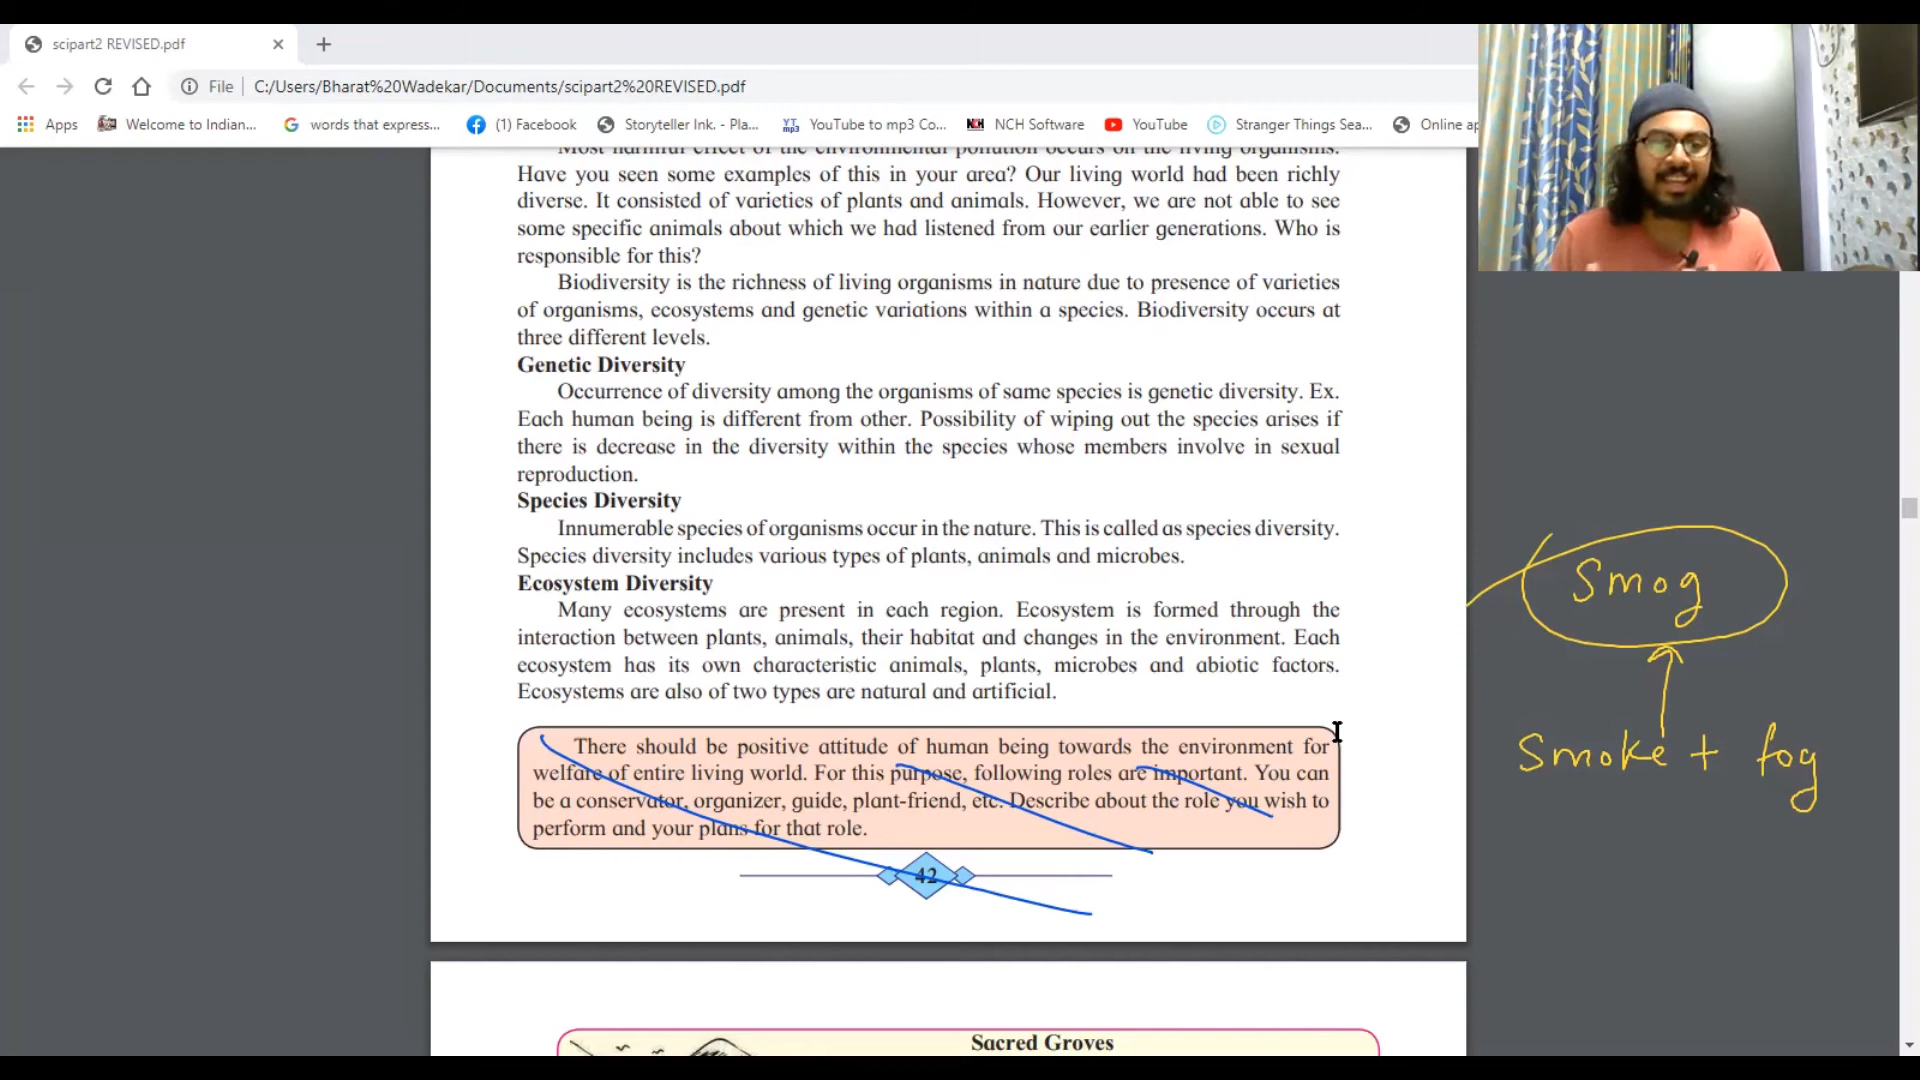 scipart2 REVISED.pdf
File
C:/Users/Bharat%20Wadekar/Documents/scipart2%20REVISED.pdf
Apps
Welcome to Indian...
words that express...
(1) Facebook
Storyteller Ink. - Pla...
YouTube to mp3 Co...
NCH Software
YouTube
Stranger Things Sea...
Online ap
Most harmful effect of the environmental pollution occurs on the living organisms.
Have you seen some examples of this in your area? Our living world had been richly
diverse. It consisted of varieties of plants and animals. However, we are not able to see
some specific animals about which we had listened from our earlier generations. Who is
responsible for this?
Biodiversity is the richness of living organisms in nature due to presence of varieties
of organisms, ecosystems and genetic variations within a species. Biodiversity occurs at
three different levels.
Genetic Diversity
Occurrence of diversity among the organisms of same species is genetic diversity. Ex.
Each human being is different from other. Possibility of wiping out the species arises if
there is decrease in the diversity within the species whose members involve in sexual
reproduction.
Species Diversity
Innumerable species of organisms occur in the nature. This is called as species diversity.
Species diversity includes various types of plants, animals and microbes.
Ecosystem Diversity
Many ecosystems are present in each region. Ecosystem is formed through the
interaction between plants, animals, their habitat and changes in the environment. Each
ecosystem has its own characteristic animals, plants, microbes and abiotic factors.
Ecosystems are also of two types are natural and artificial.
There should be positive attitude of human being towards the environment for
welfare of entire living world. For this purpose, following roles are important. You can
be a conservator, organizer, guide, plant-friend, etc. Describe about the role you wish to
perform and your plans for that role.
42
Sacred Groves
Smog
Smoke + fog